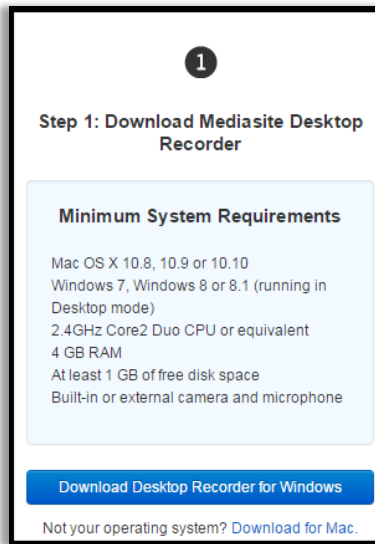 1
Step 1: Download Mediasite Desktop
Recorder
Minimum System Requirements
Mac OS X 10.8, 10.9 or 10.10
Windows 7, Windows 8 or 8.1 (running in
Desktop mode)
2.4GHz Core2 Duo CPU or equivalent
4 GB RAM
At least 1 GB of free disk space
Built-in or external camera and microphone
Download Desktop Recorder for Windows
Not your operating system? Download for Mac.